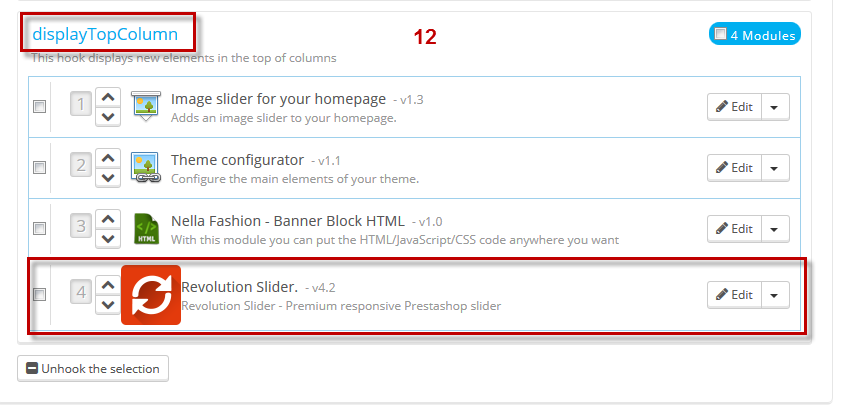 displayTopColumn
12
4 Modules
This hook displays new elements in the top of columns
1
Image slider for your homepage - v1.3
Adds an image slider to your homepage.
Edit
2
Theme configurator - v1.1
Configure the main elements of your theme.
Edit
3
HTML
Nella Fashion - Banner Block HTML - v1.0
With this module you can put the HTML/JavaScript/CSS code anywhere you want
Edit
4
Revolution Slider. - v4.2
Revolution Slider - Premium responsive Prestashop slider
Edit
Unhook the selection